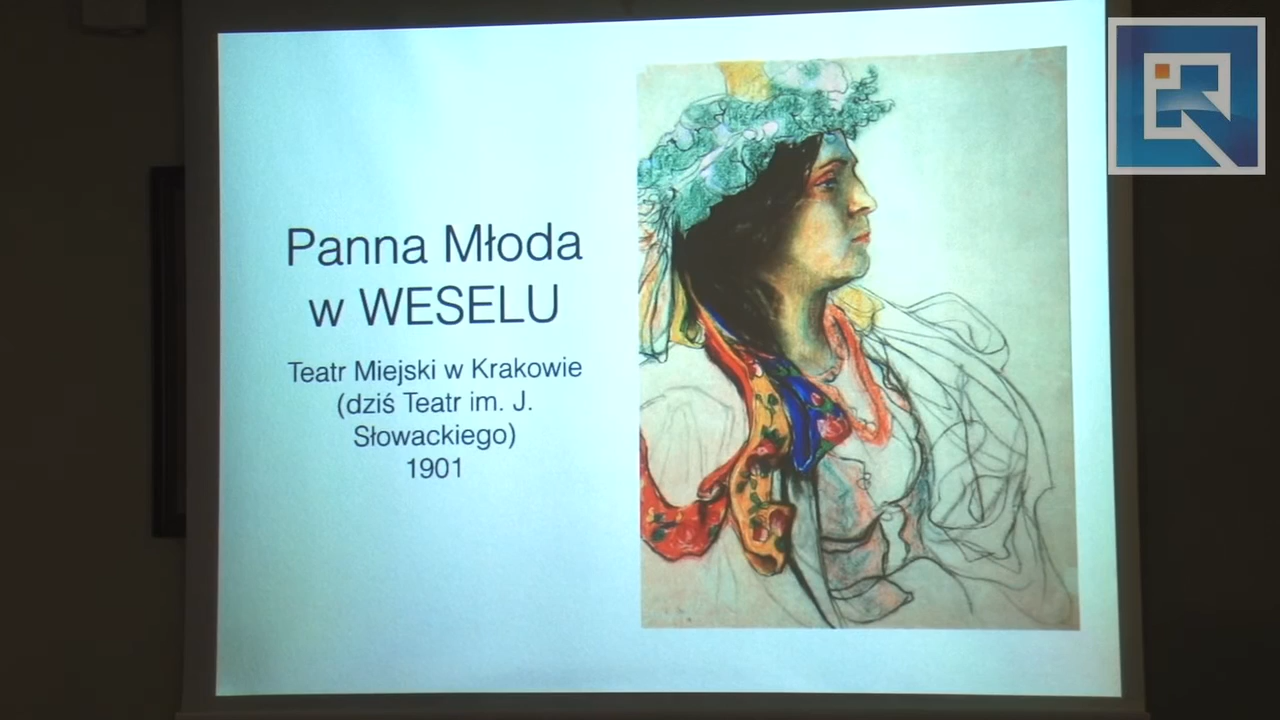 Panna Młoda
w WESELU
Teatr Miejski w Krakowie
(dziś Teatr im. J.
Słowackiego)
1901